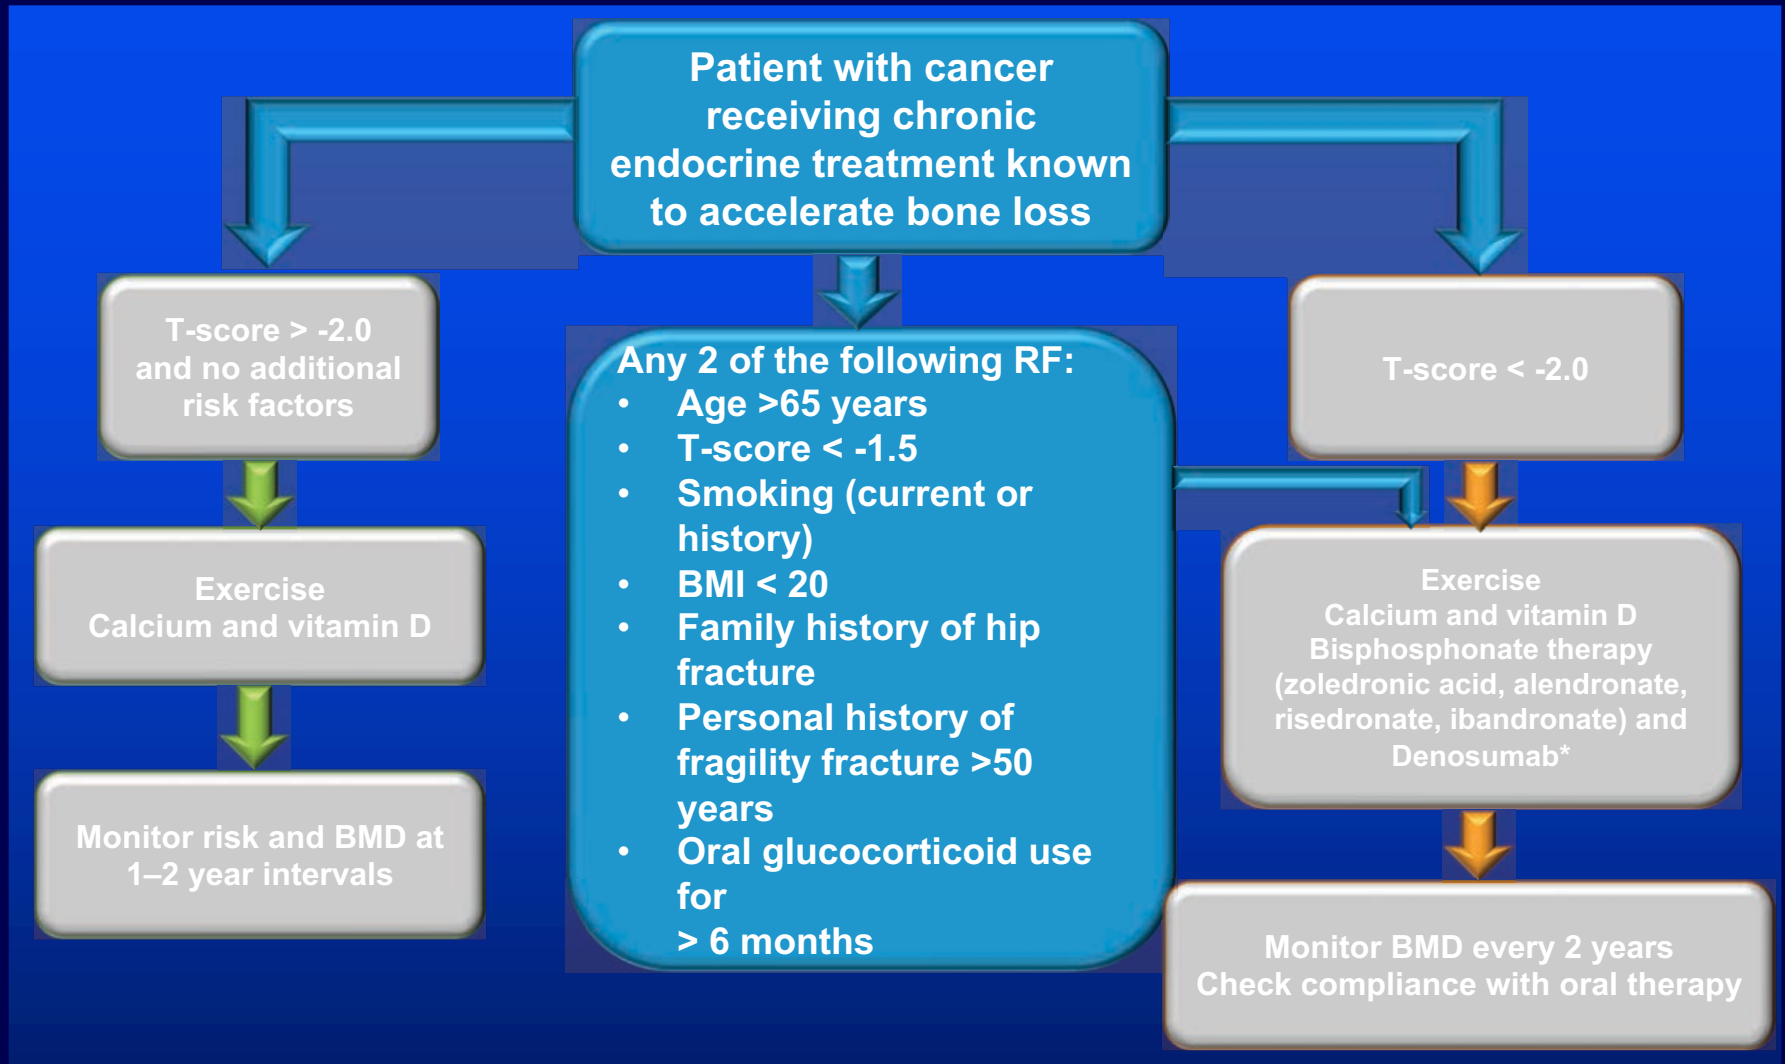 Patient with cancer
receiving chronic
endocrine treatment known
to accelerate bone loss
T-score > -2.0
and no additional
risk factors
Exercise
Calcium and vitamin D
Monitor risk and BMD at
1–2 year intervals
Any 2 of the following RF:
• Age >65 years
• T-score < -1.5
• Smoking (current or
history)
• BMI < 20
• Family history of hip
fracture
• Personal history of
fragility fracture >50
years
• Oral glucocorticoid use
for
> 6 months
T-score < -2.0
Exercise
Calcium and vitamin D
Bisphosphonate therapy
(zoledronic acid, alendronate,
risedronate, ibandronate) and
Denosumab*
Monitor BMD every 2 years
Check compliance with oral therapy